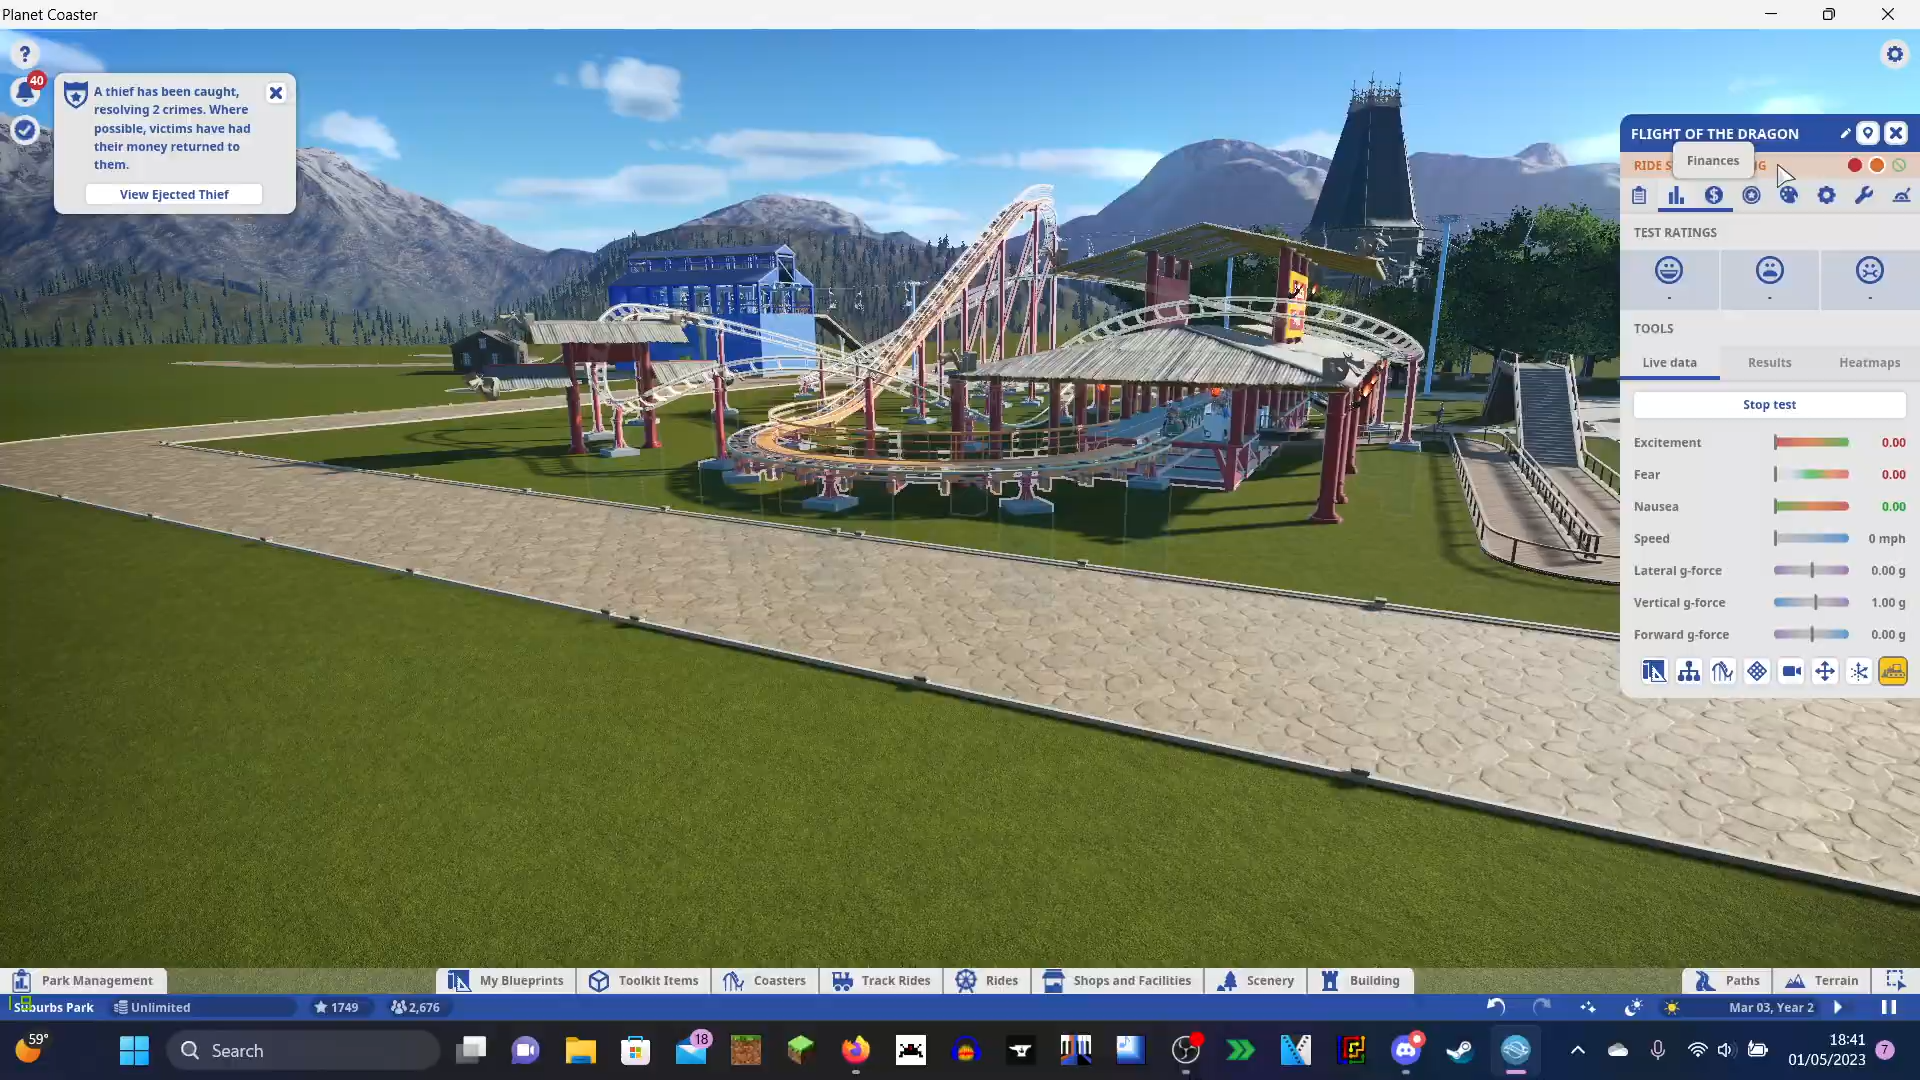 Planet Coaster
40
A thief has been caught,
resolving 2 crimes. Where
possible, victims have had
their money returned to
them.
View Ejected Thief
FLIGHT OF THE DRAGON
Finances
RIDE S
G
TEST RATINGS
- - -
TOOLS
Live data Results Heatmaps
Stop test
Excitement 0.00
Fear 0.00
Nausea 0.00
Speed 0 mph
Lateral g-force 0.00 g
Vertical g-force 1.00 g
Forward g-force 0.00 g
Park Management My Blueprints Toolkit Items Coasters Track Rides Rides Shops and Facilities Scenery Building Paths Terrain
Suburbs Park Unlimited 1749 2,676 Mar 03, Year 2
59° Search 18 18:41
01/05/2023 7